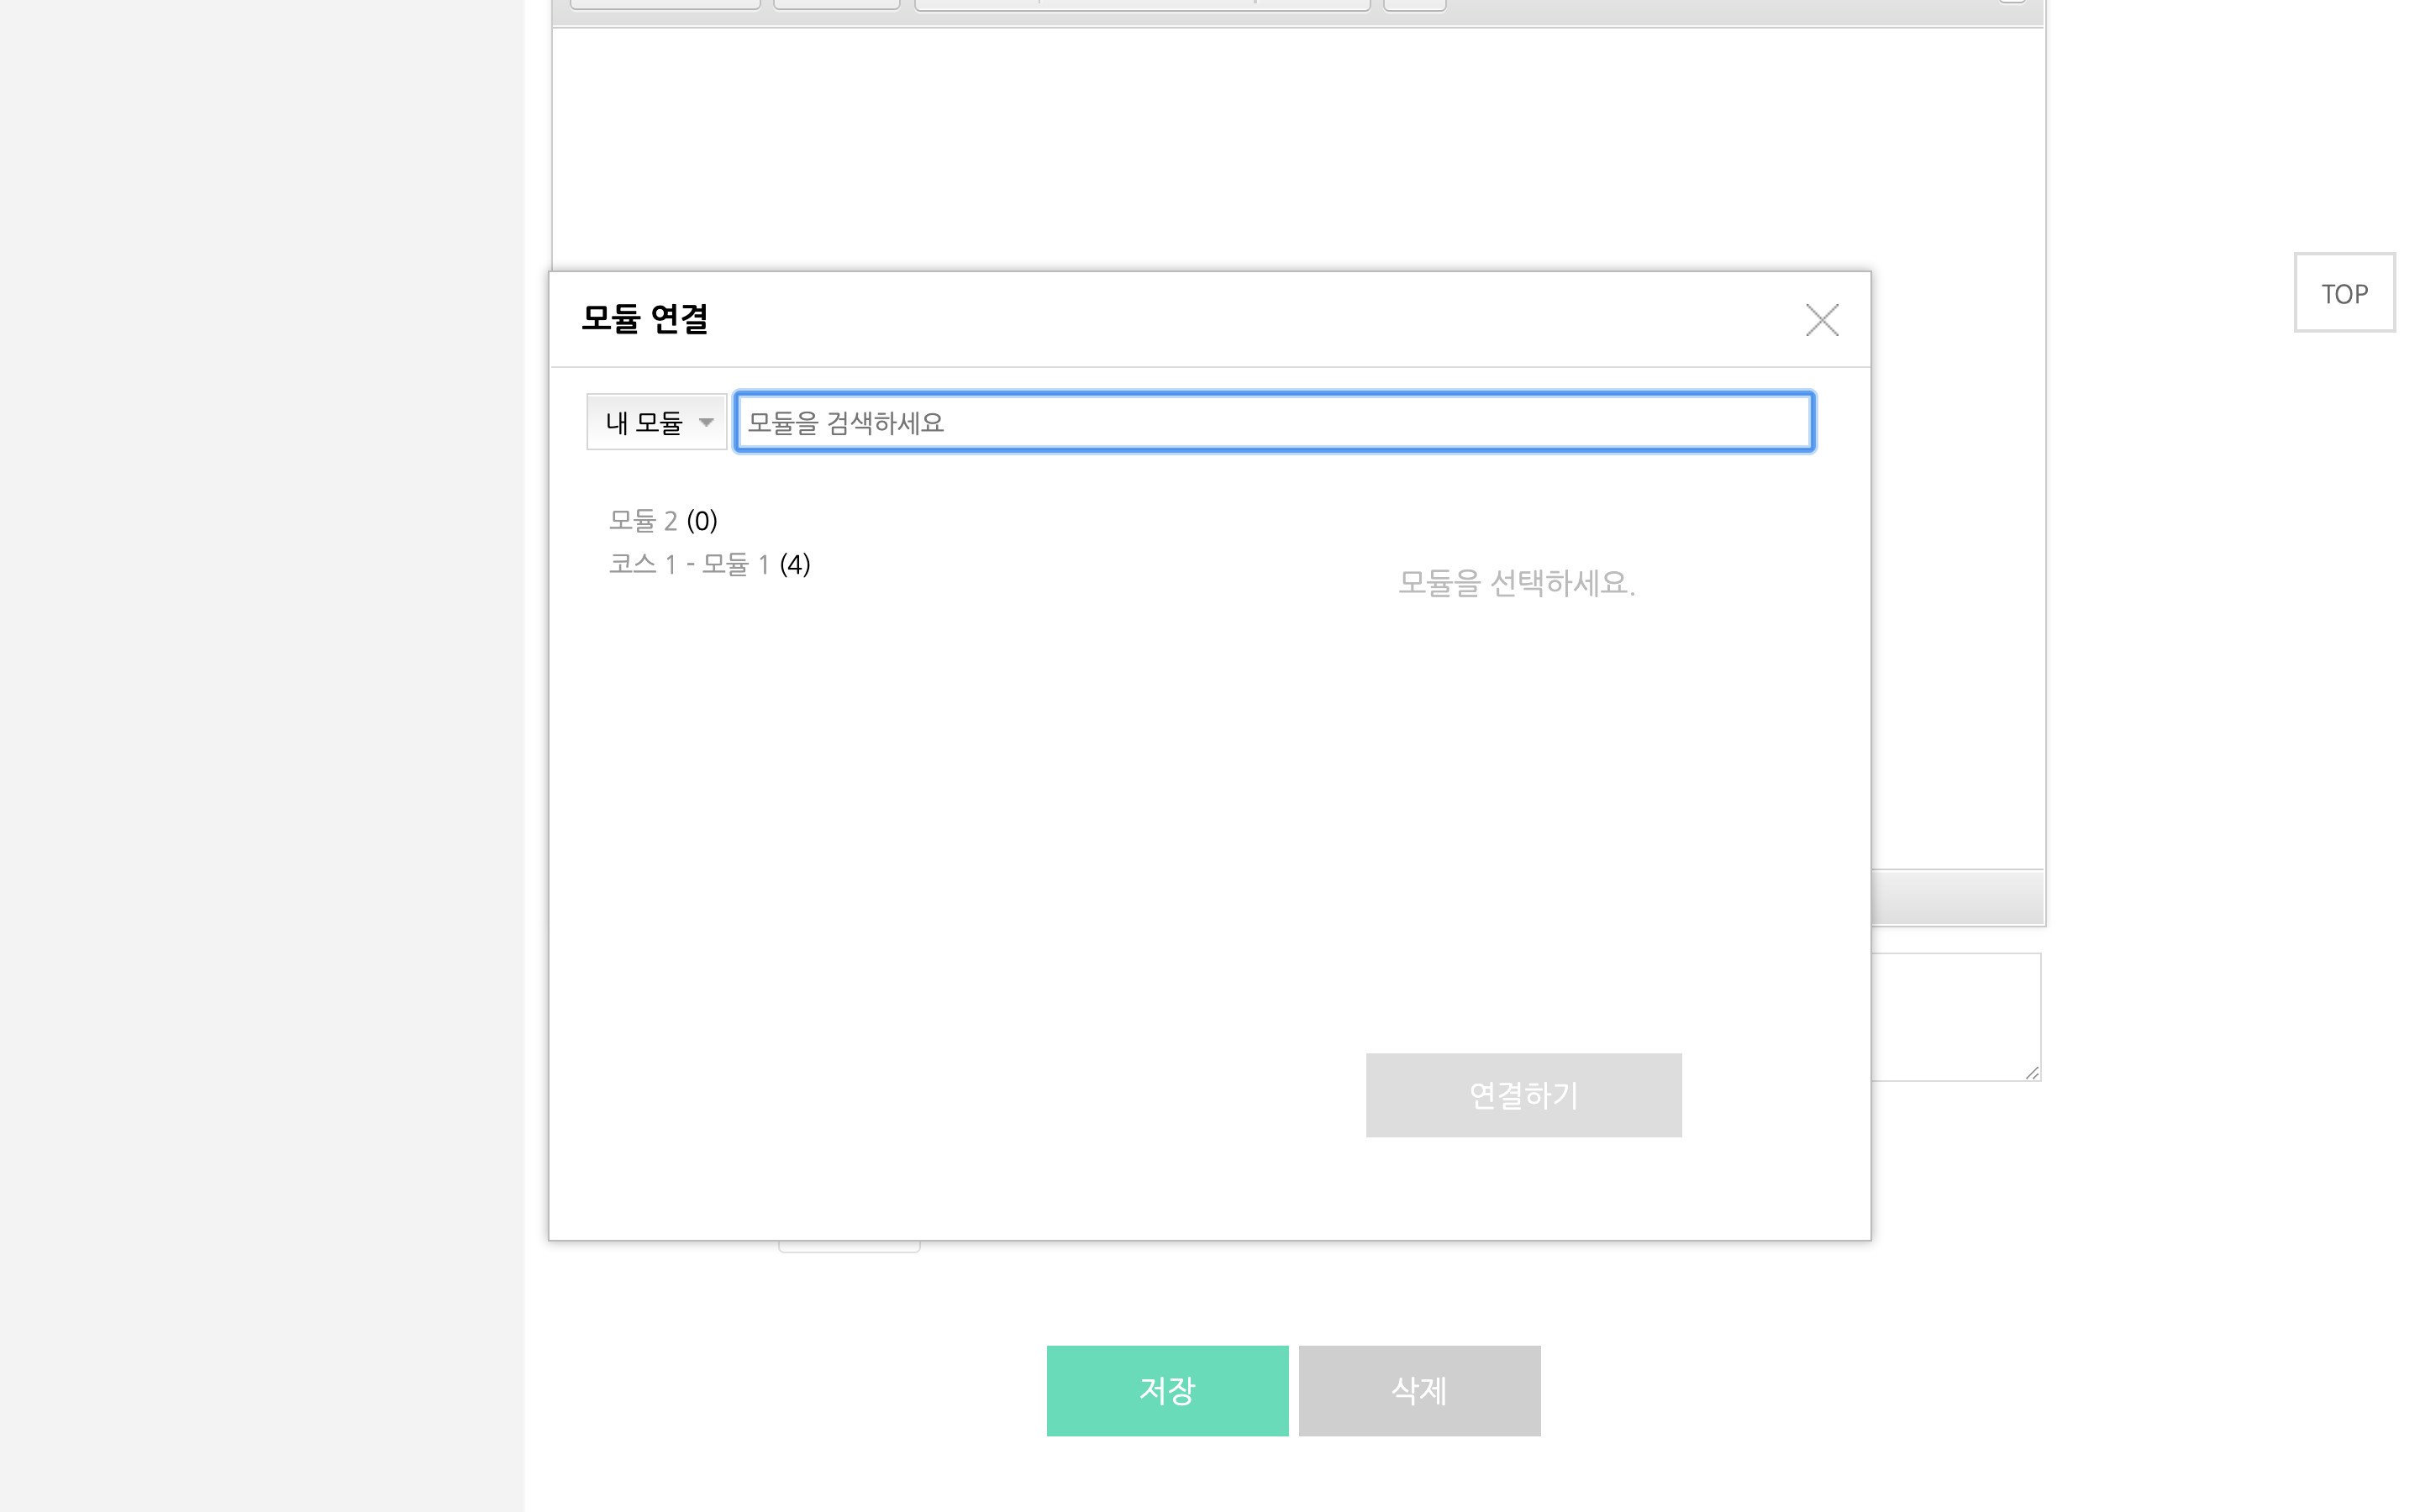 TOP
모듈 연결
내 모듈
모듈을 검색하세요
모듈 2 (0)
코스 1 - 모듈 1 (4)
모듈을 선택하세요.
연결하기
저장
삭제